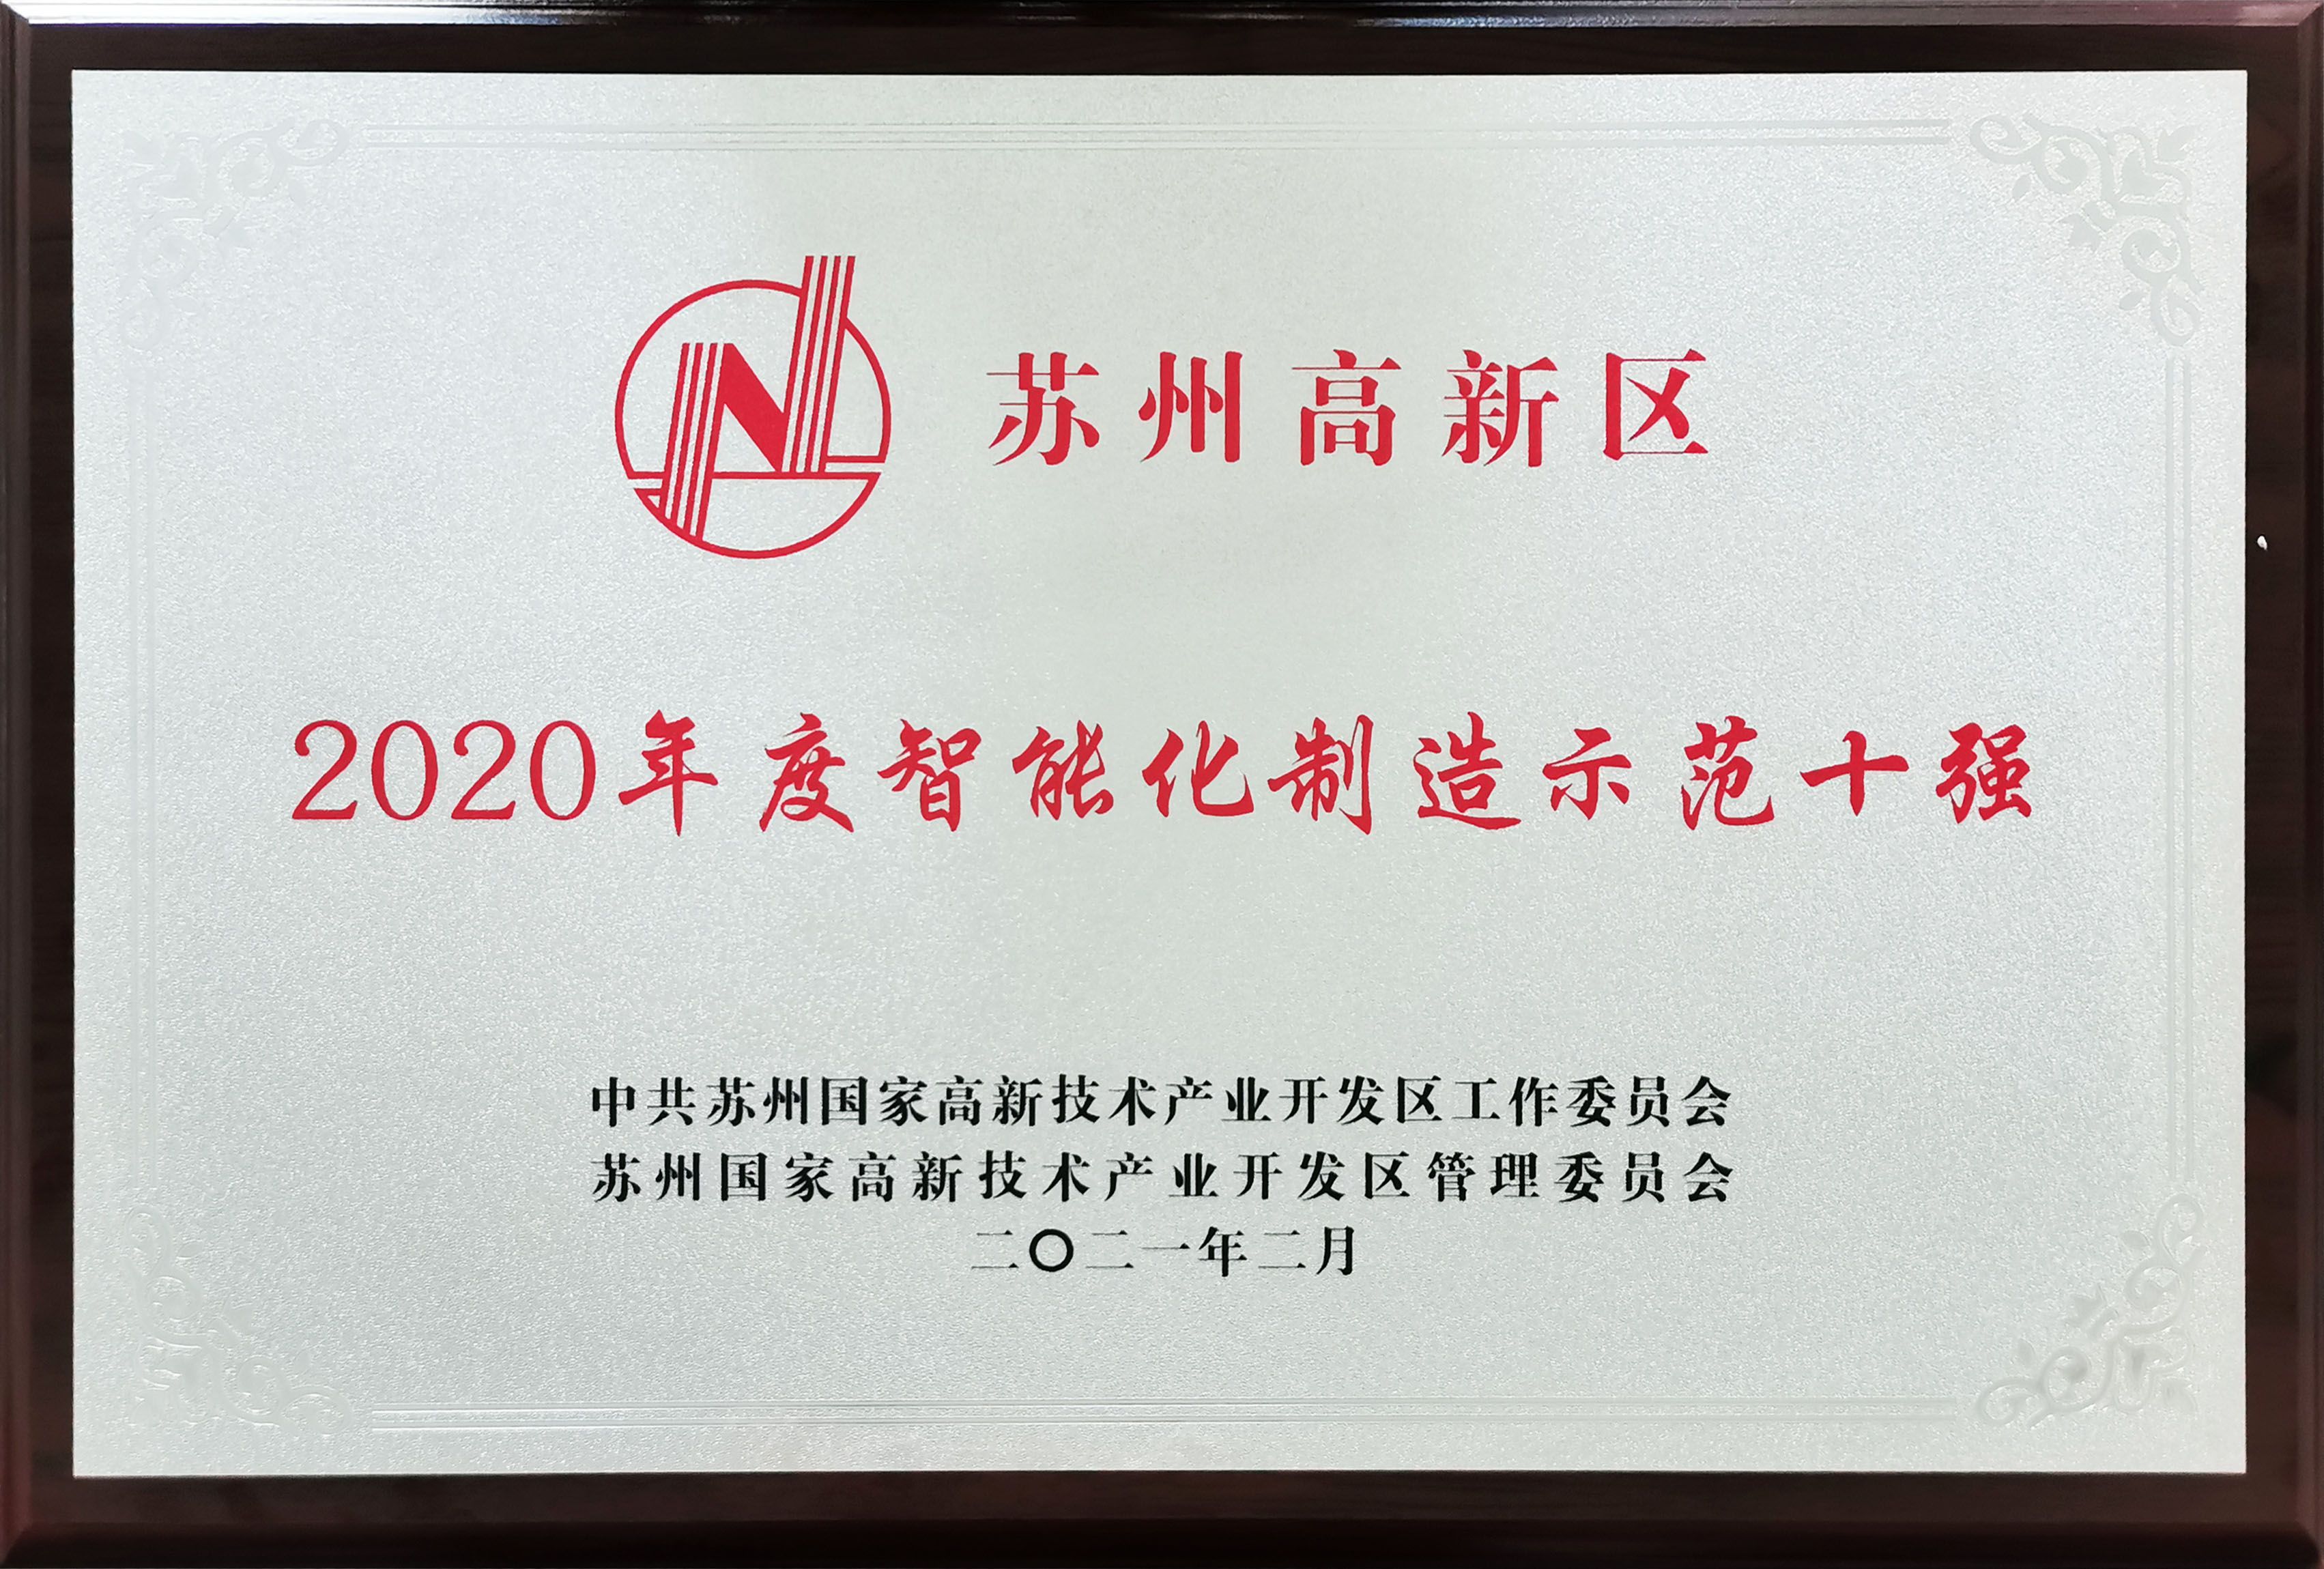 苏州高新区
2020年度智能化制造示范十强
中共苏州国家高新技术产业开发区工作委员会
苏州国家高新技术产业开发区管理委员会
二〇二一年二月